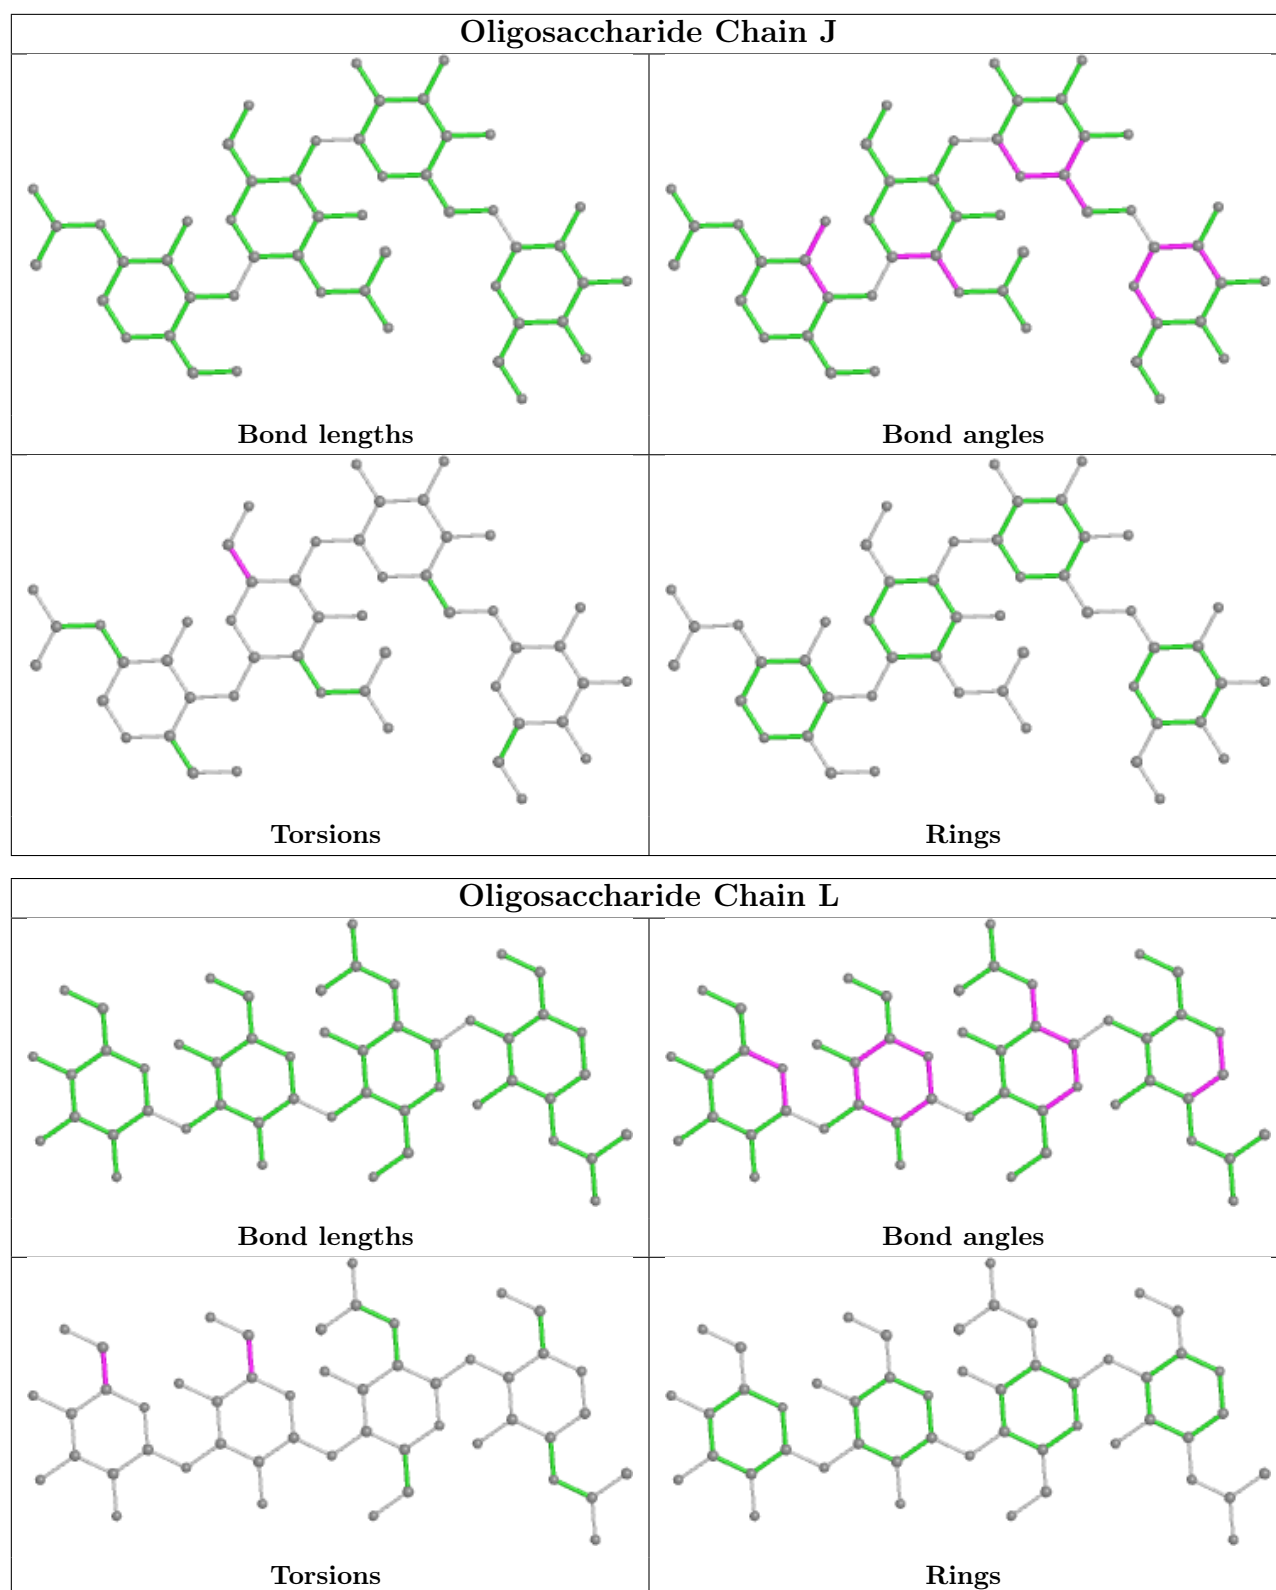 Oligosaccharide Chain J
Bond lengths
Bond angles
Torsions
Rings
Oligosaccharide Chain L
Bond lengths
Bond angles
Torsions
Rings